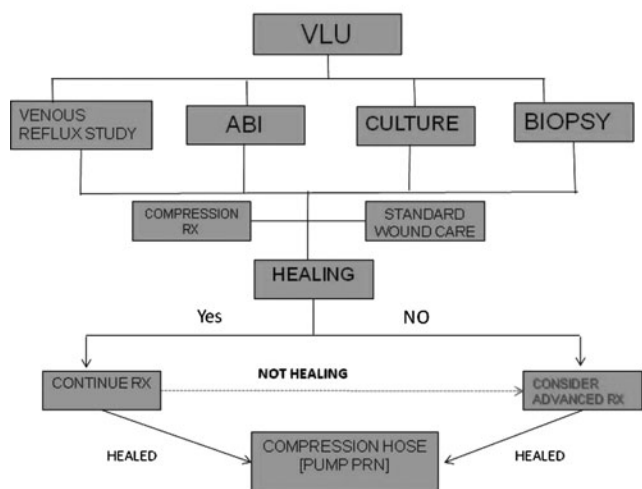 VLU
VENOUS
REFLUX STUDY
ABI
CULTURE
BIOPSY
COMPRESSION
RX
STANDARD
WOUND CARE
HEALING
Yes
NO
CONTINUE RX
NOT HEALING
CONSIDER
ADVANCED RX
HEALED
COMPRESSION HOSE
[PUMP PRN]
HEALED